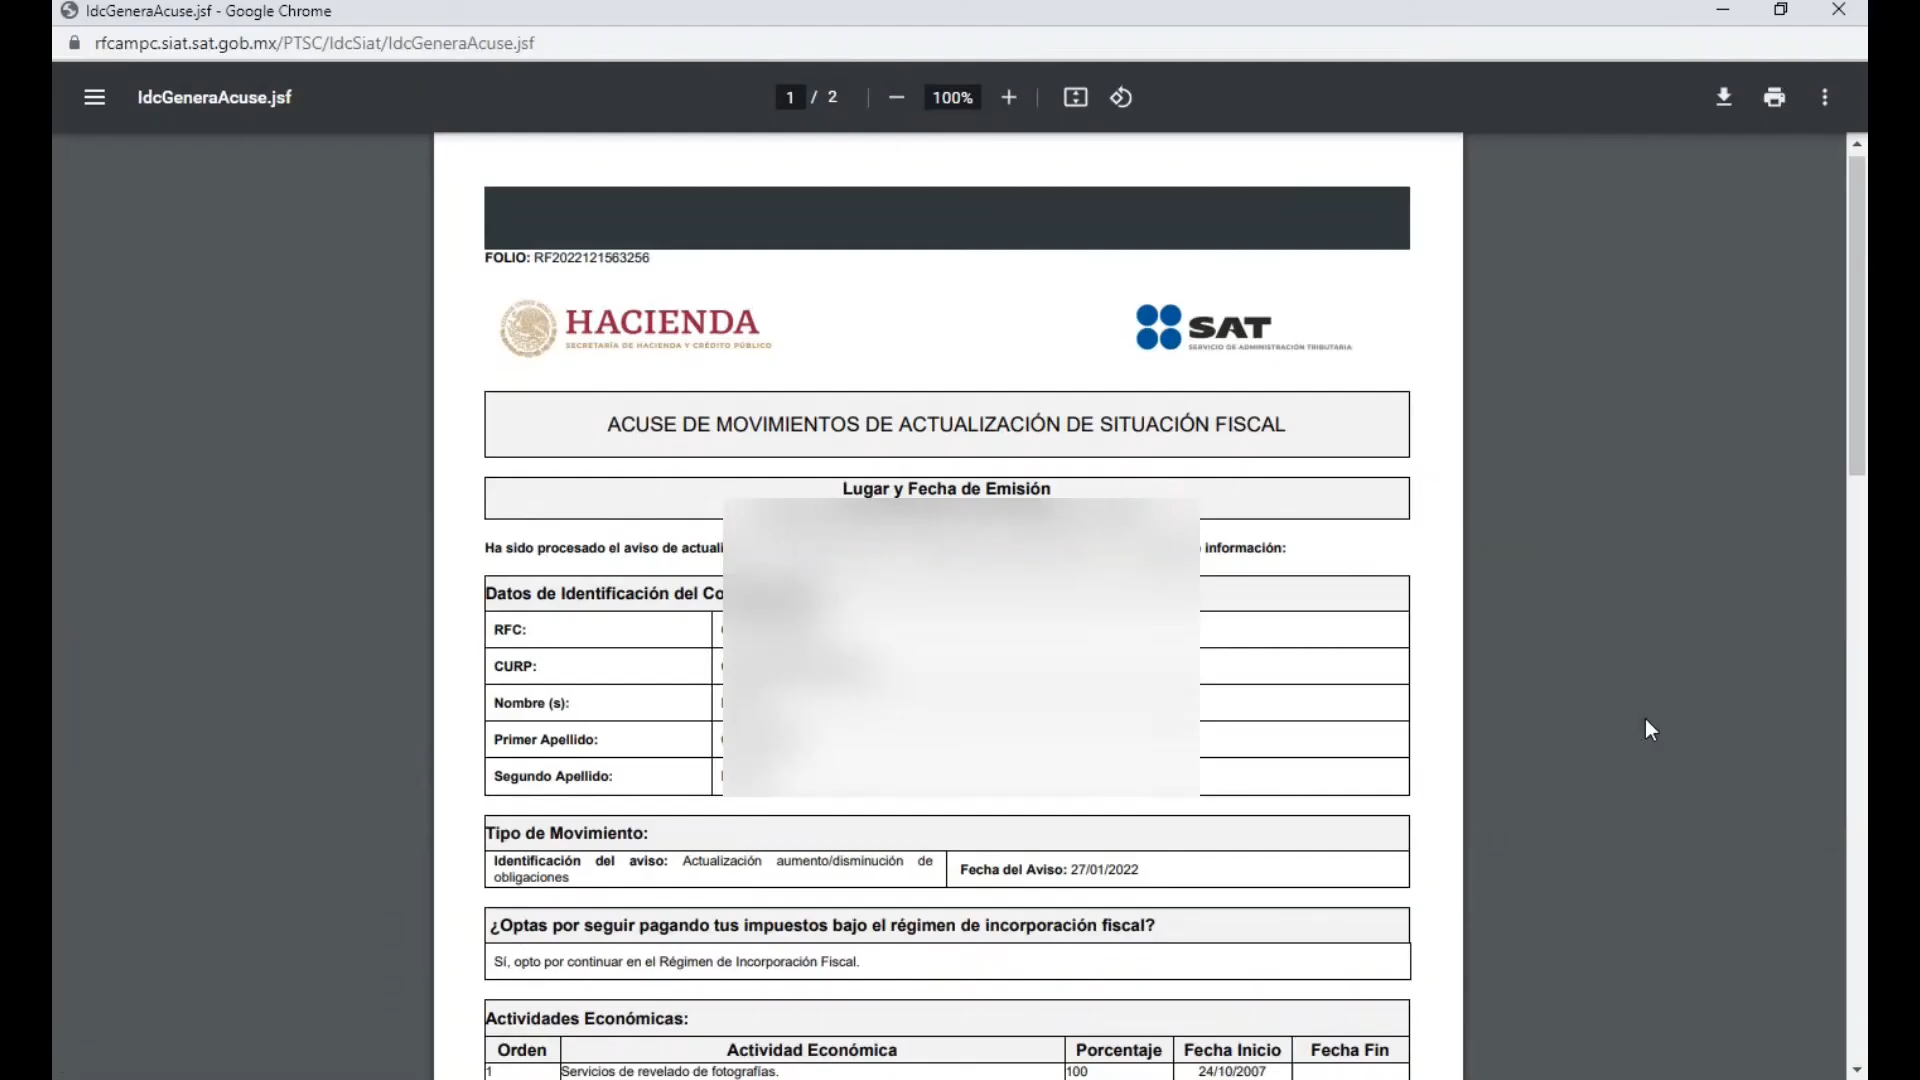 IdcGeneraAcuse.jsf - Google Chrome
rfcampc.siat.sat.gob.mx/PTSC/IdcSiat/IdcGeneraAcuse.jsf
IdcGeneraAcuse.jsf
1 / 2
100%
FOLIO: RF2022121563256
HACIENDA
SECRETARÍA DE HACIENDA Y CRÉDITO PÚBLICO
SAT
SERVICIO DE ADMINISTRACIÓN TRIBUTARIA
ACUSE DE MOVIMIENTOS DE ACTUALIZACIÓN DE SITUACIÓN FISCAL
Lugar y Fecha de Emisión
Ha sido procesado el aviso de información:
Datos de Identificación del
RFC:
CURP:
Nombre (s):
Primer Apellido:
Segundo Apellido:
Tipo de Movimiento:
Identificación del aviso: Actualización aumento/disminución de
obligaciones
Fecha del Aviso: 27/01/2022
¿Optas por seguir pagando tus impuestos bajo el régimen de incorporación fiscal?
Sí, opto por continuar en el Régimen de Incorporación Fiscal.
Actividades Económicas:
Orden Actividad Económica Porcentaje Fecha Inicio Fecha Fin
1 Servicios de revelado de fotografías. 100 24/10/2007